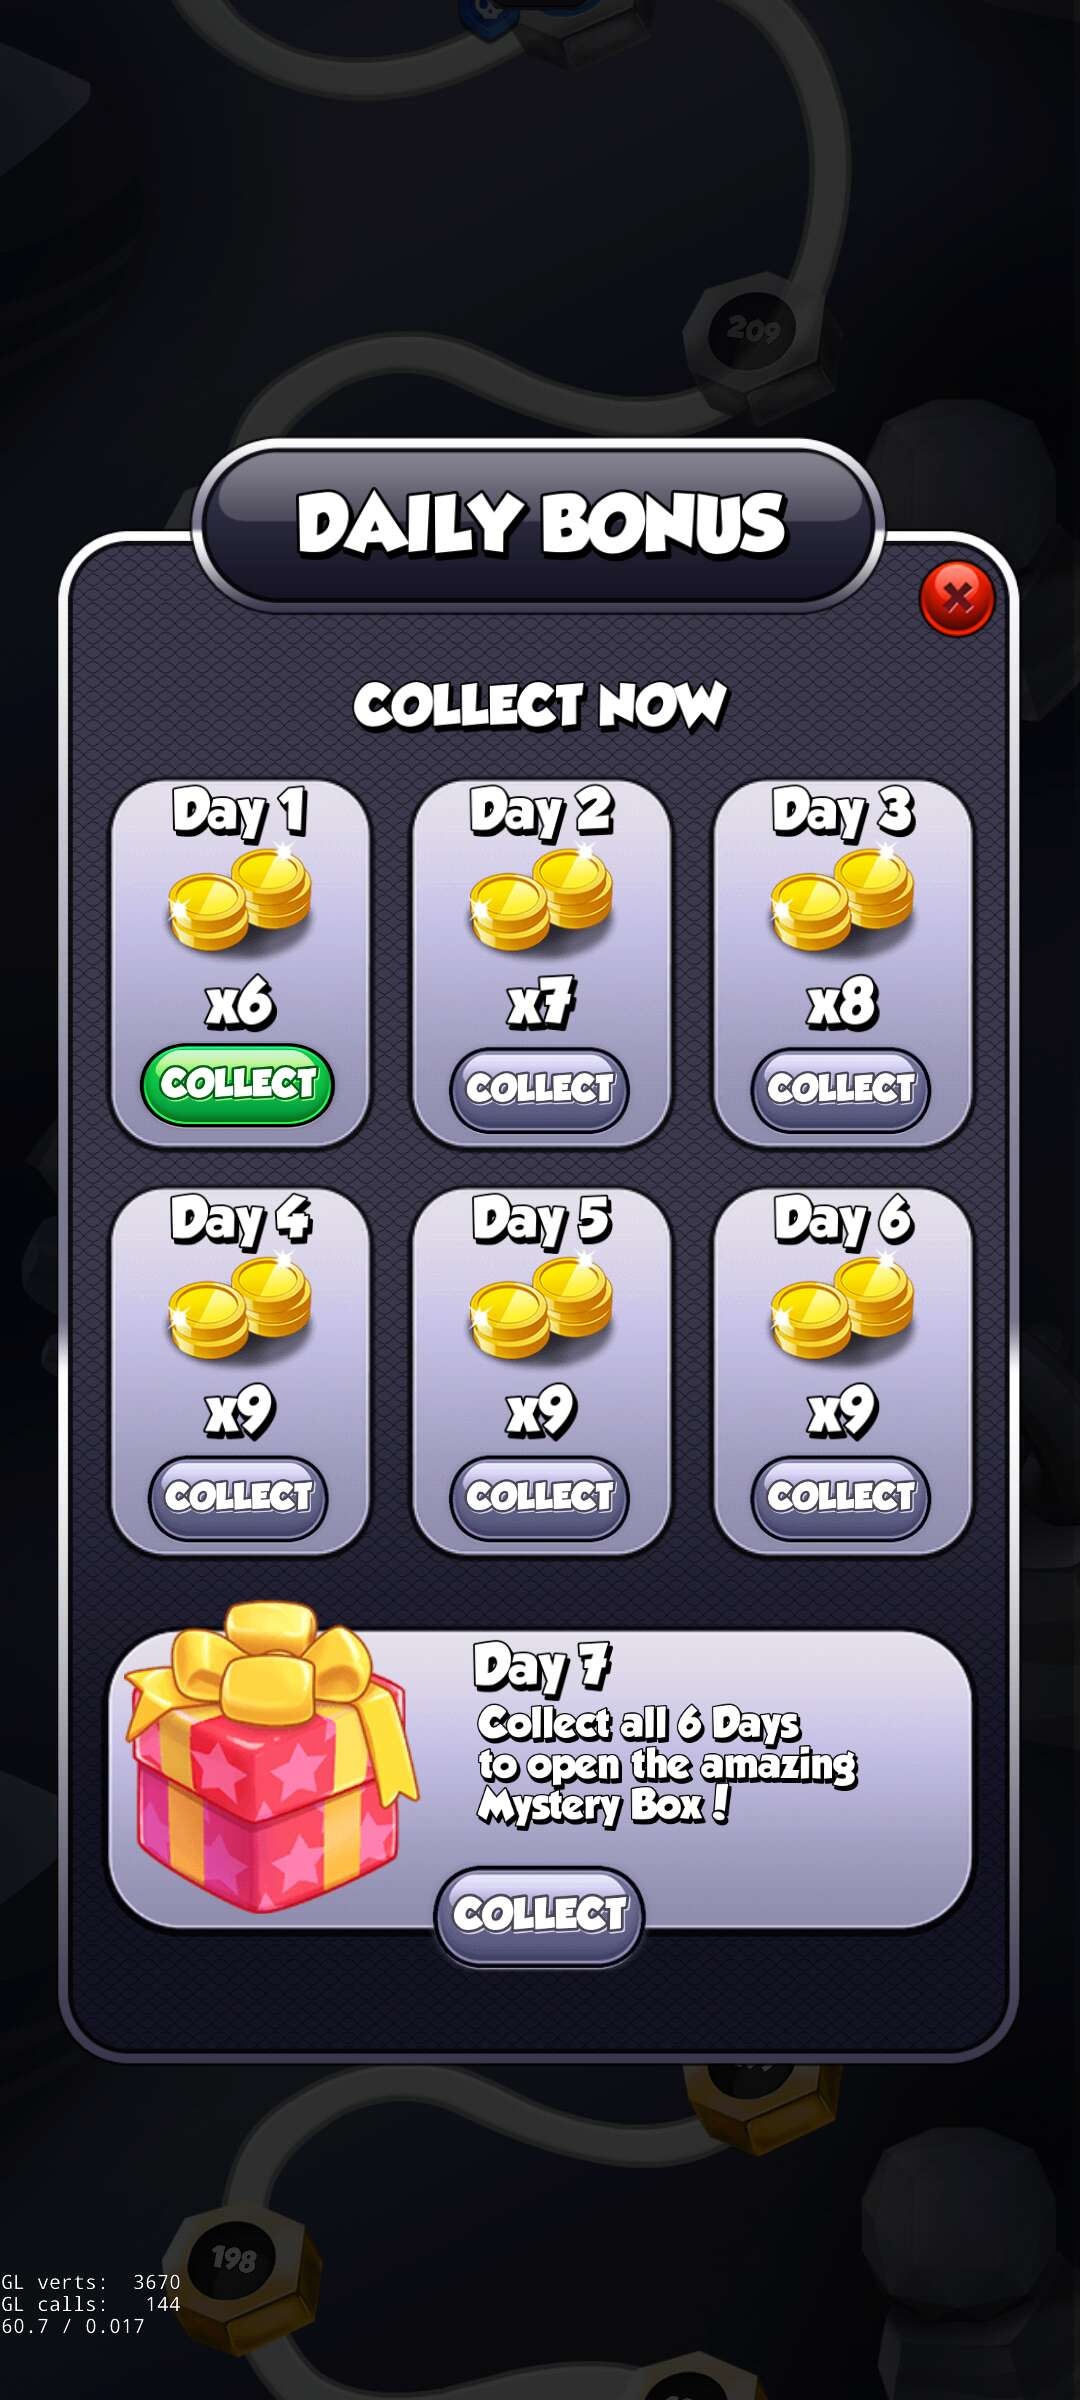 209
DAILY BONUS
COLLECT NOW
Day 1
x6
COLLECT
Day 2
x7
COLLECT
Day 3
x8
COLLECT
Day 4
x9
COLLECT
Day 5
x9
COLLECT
Day 6
x9
COLLECT
Day 7
Collect all 6 Days
to open the amazing
Mystery Box!
COLLECT
198
GL verts: 3670
GL calls: 144
60.7 / 0.017